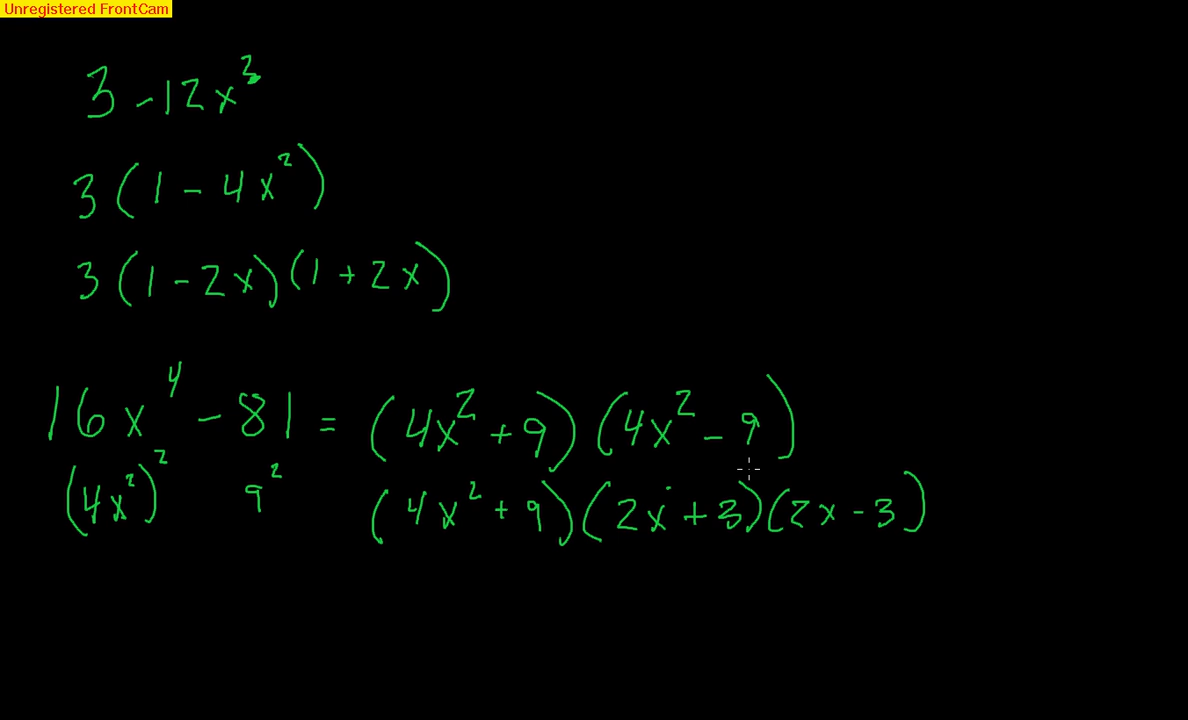 Unregistered FrontCam
3 - 12x²
3(1 - 4x²)
3(1 - 2x)(1 + 2x)
16x⁴ - 81 = (4x² + 9)(4x² - 9)
(4x²)² 9² (4x² + 9)(2x + 3)(2x - 3)